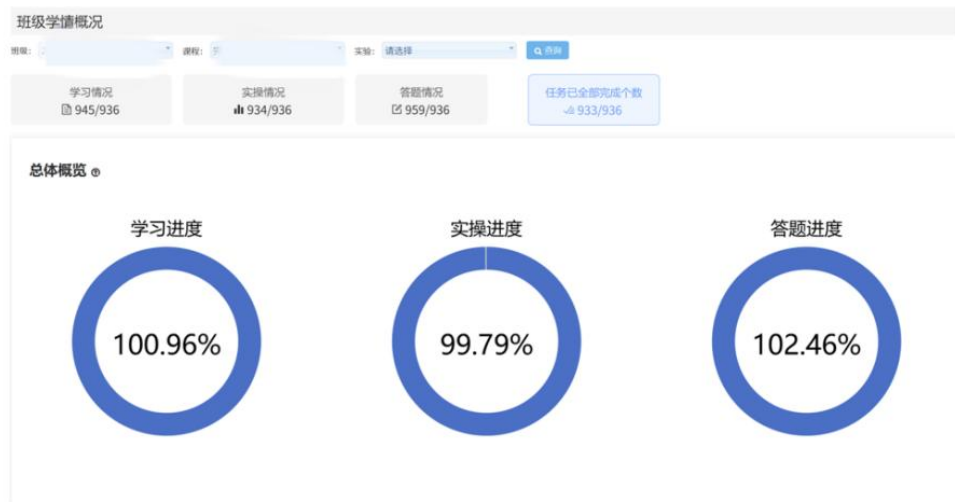 班级学情概况
班级:
课程:
实验: 请选择
查询
学习情况
945/936
实操情况
934/936
答题情况
959/936
任务已全部完成个数
933/936
总体概览
学习进度
实操进度
答题进度
100.96%
99.79%
102.46%